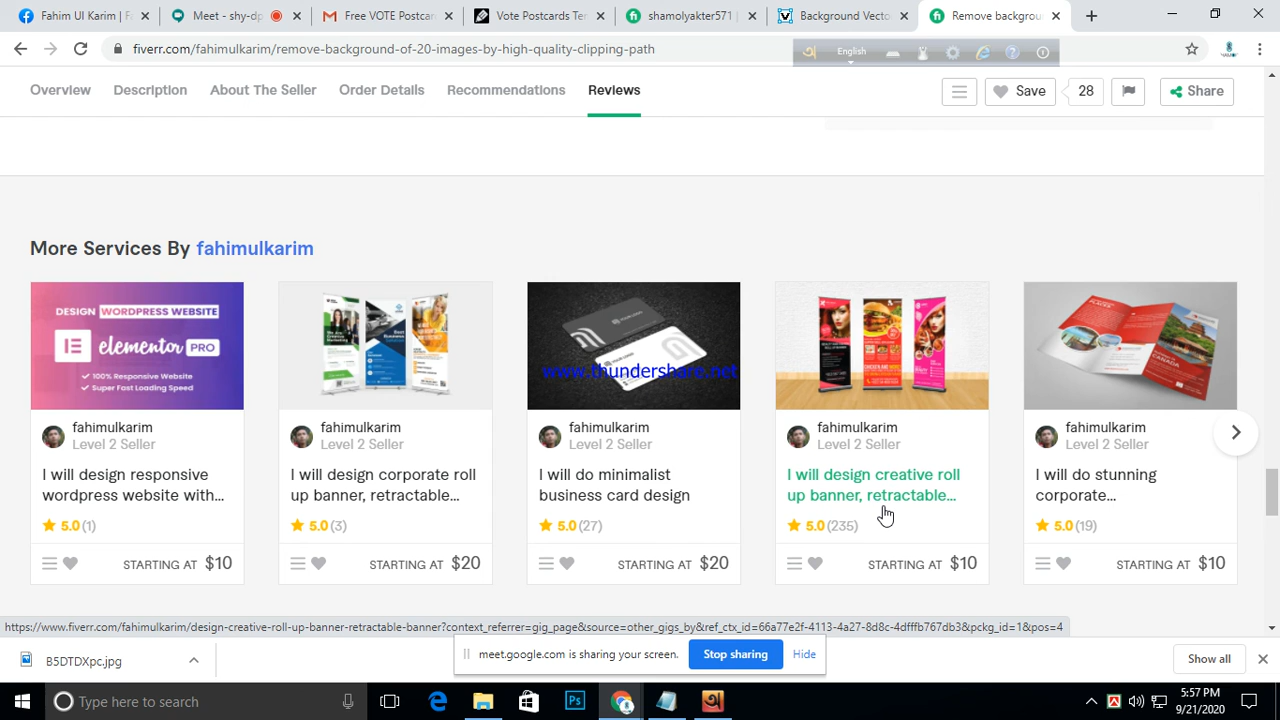 Fahim Ul Karim | Fa
Meet - shy-dp
Free VOTE Postcar
Vote Postcards Te
shamolyakter571 |
Background Vecto
Remove backgrou
fiverr.com/fahimulkarim/remove-background-of-20-images-by-high-quality-clipping-path
English
Overview
Description
About The Seller
Order Details
Recommendations
Reviews
Save
28
Share
More Services By fahimulkarim
DESIGN WORDPRESS WEBSITE
elementor PRO
100% Responsive Website
Super Fast Loading Speed
www.thundershare.net
fahimulkarim
Level 2 Seller
I will design responsive
wordpress website with...
5.0 (1)
STARTING AT $10
fahimulkarim
Level 2 Seller
I will design corporate roll
up banner, retractable...
5.0 (3)
STARTING AT $20
fahimulkarim
Level 2 Seller
I will do minimalist
business card design
5.0 (27)
STARTING AT $20
fahimulkarim
Level 2 Seller
I will design creative roll
up banner, retractable...
5.0 (235)
STARTING AT $10
fahimulkarim
Level 2 Seller
I will do stunning
corporate...
5.0 (19)
STARTING AT $10
https://www.fiverr.com/fahimulkarim/design-creative-roll-up-banner-retractable-banner?context_referrer=gig_page&source=other_gigs_by&ref_ctx_id=66a77e2f-4113-4a27-8d8c-4dfffb767db3&pckg_id=1&pos=4
meet.google.com is sharing your screen.
Stop sharing
Hide
B5DTDXpc.jpg
Show all
Type here to search
5:57 PM
9/21/2020